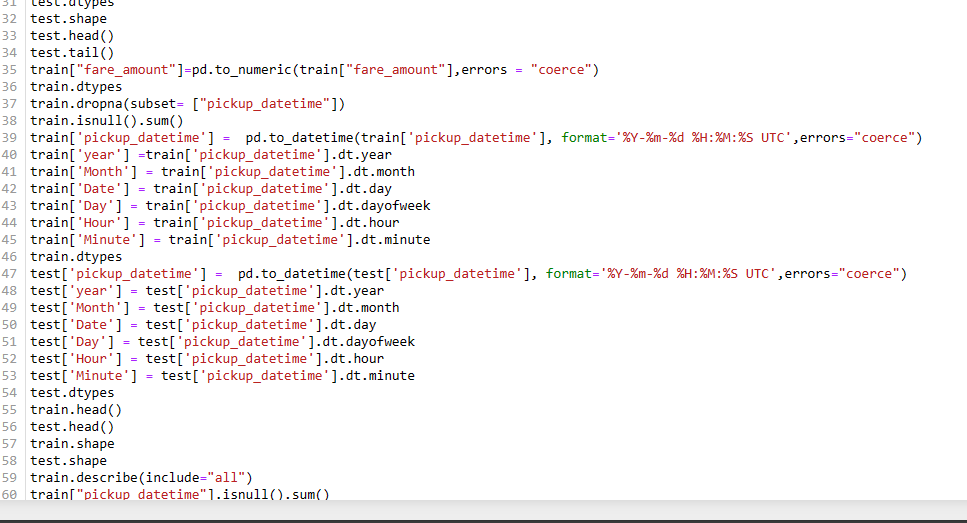 31 test.dtypes
32 test.shape
33 test.head()
34 test.tail()
35 train["fare_amount"]=pd.to_numeric(train["fare_amount"],errors = "coerce")
36 train.dtypes
37 train.dropna(subset= ["pickup_datetime"])
38 train.isnull().sum()
39 train['pickup_datetime'] =  pd.to_datetime(train['pickup_datetime'], format='%Y-%m-%d %H:%M:%S UTC',errors="coerce")
40 train['year'] =train['pickup_datetime'].dt.year
41 train['Month'] = train['pickup_datetime'].dt.month
42 train['Date'] = train['pickup_datetime'].dt.day
43 train['Day'] = train['pickup_datetime'].dt.dayofweek
44 train['Hour'] = train['pickup_datetime'].dt.hour
45 train['Minute'] = train['pickup_datetime'].dt.minute
46 train.dtypes
47 test['pickup_datetime'] =  pd.to_datetime(test['pickup_datetime'], format='%Y-%m-%d %H:%M:%S UTC',errors="coerce")
48 test['year'] = test['pickup_datetime'].dt.year
49 test['Month'] = test['pickup_datetime'].dt.month
50 test['Date'] = test['pickup_datetime'].dt.day
51 test['Day'] = test['pickup_datetime'].dt.dayofweek
52 test['Hour'] = test['pickup_datetime'].dt.hour
53 test['Minute'] = test['pickup_datetime'].dt.minute
54 test.dtypes
55 train.head()
56 test.head()
57 train.shape
58 test.shape
59 train.describe(include="all")
60 train["pickup_datetime"].isnull().sum()